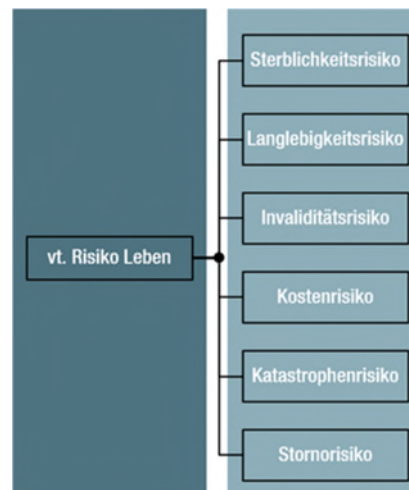 Sterblichkeitsrisiko
Langlebigkeitsrisiko
Invaliditätsrisiko
vt. Risiko Leben
Kostenrisiko
Katastrophenrisiko
Stornorisiko